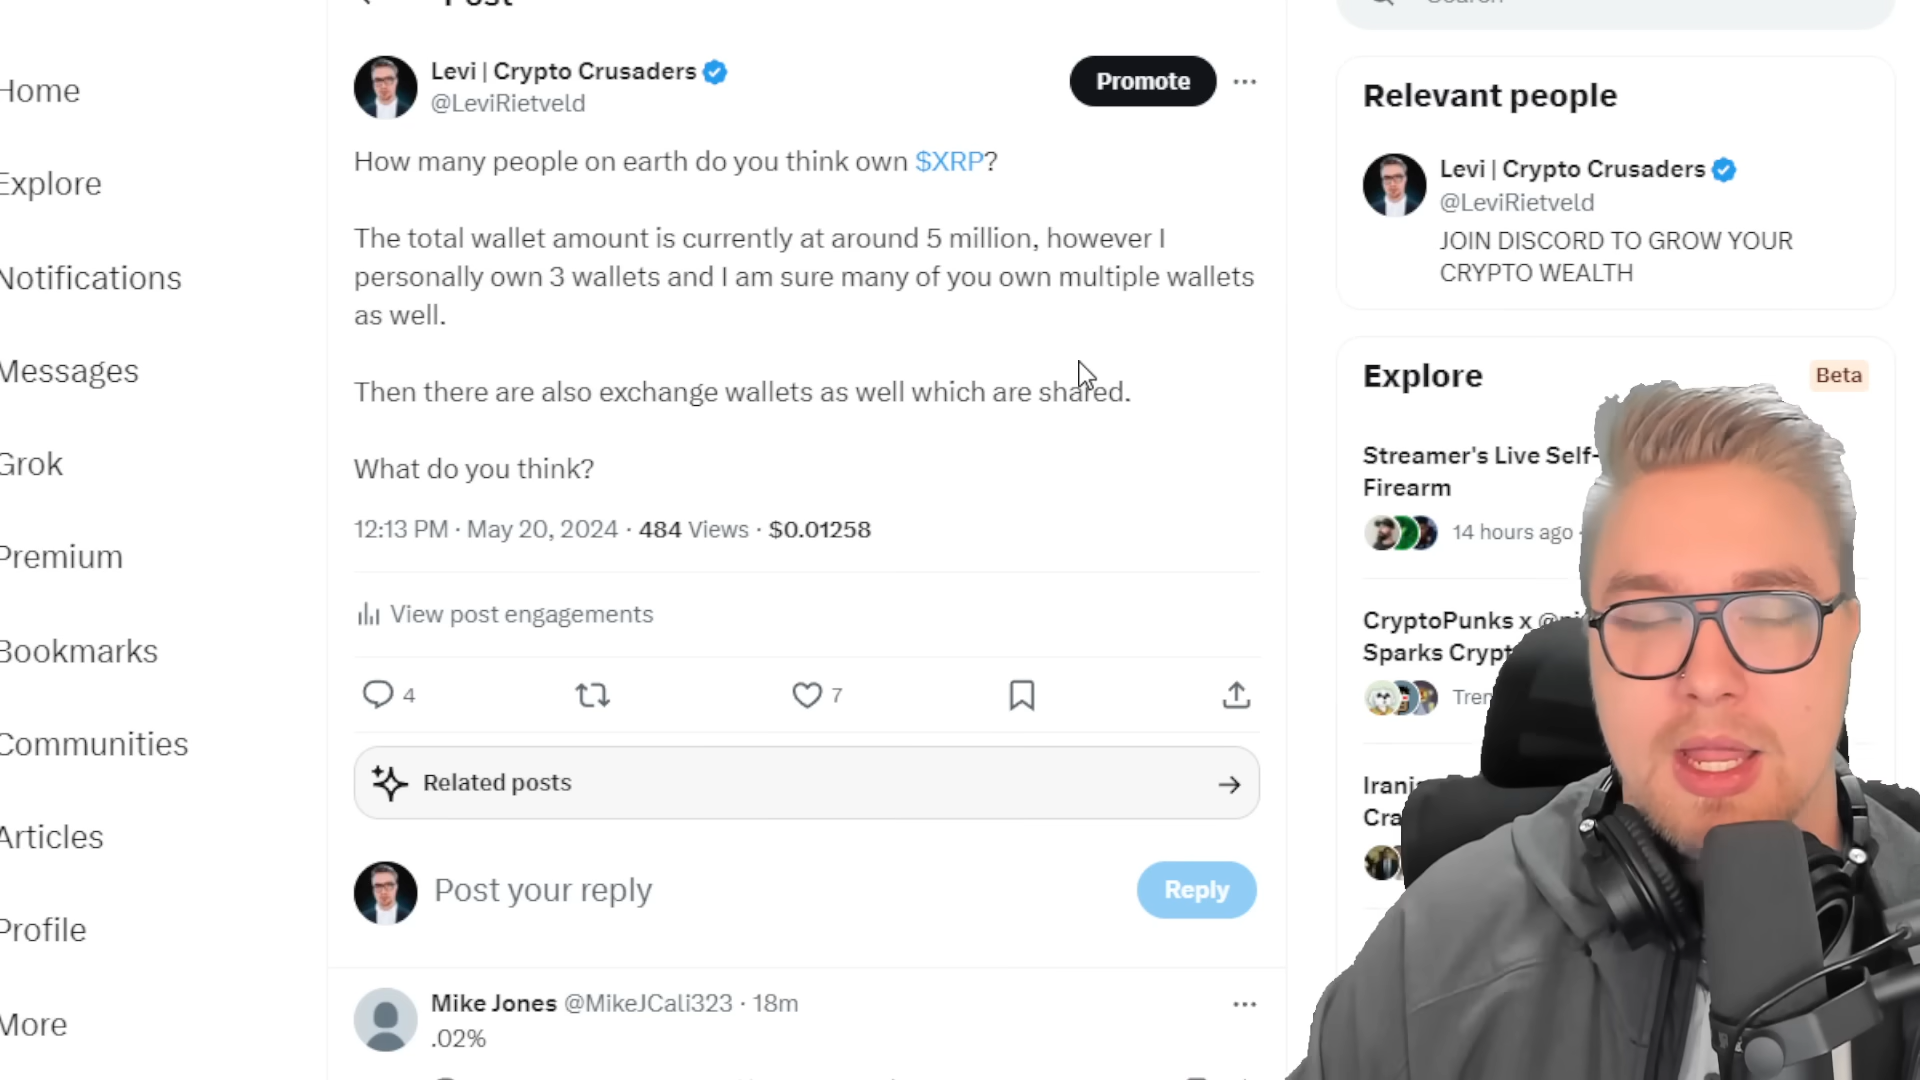 Post
Home
Explore
Notifications
Messages
Grok
Premium
Bookmarks
Communities
Articles
Profile
More
Levi | Crypto Crusaders
@LeviRietveld
Promote
How many people on earth do you think own $XRP?
The total wallet amount is currently at around 5 million, however I
personally own 3 wallets and I am sure many of you own multiple wallets
as well.
Then there are also exchange wallets as well which are shared.
What do you think?
12:13 PM · May 20, 2024 · 484 Views · $0.01258
View post engagements
4
7
Related posts
Post your reply
Reply
Mike Jones @MikeJCali323 · 18m
.02%
Search
Relevant people
Levi | Crypto Crusaders
@LeviRietveld
JOIN DISCORD TO GROW YOUR
CRYPTO WEALTH
Explore
Beta
Streamer's Live Self-
Firearm
14 hours ago ·
CryptoPunks x
Sparks Crypt